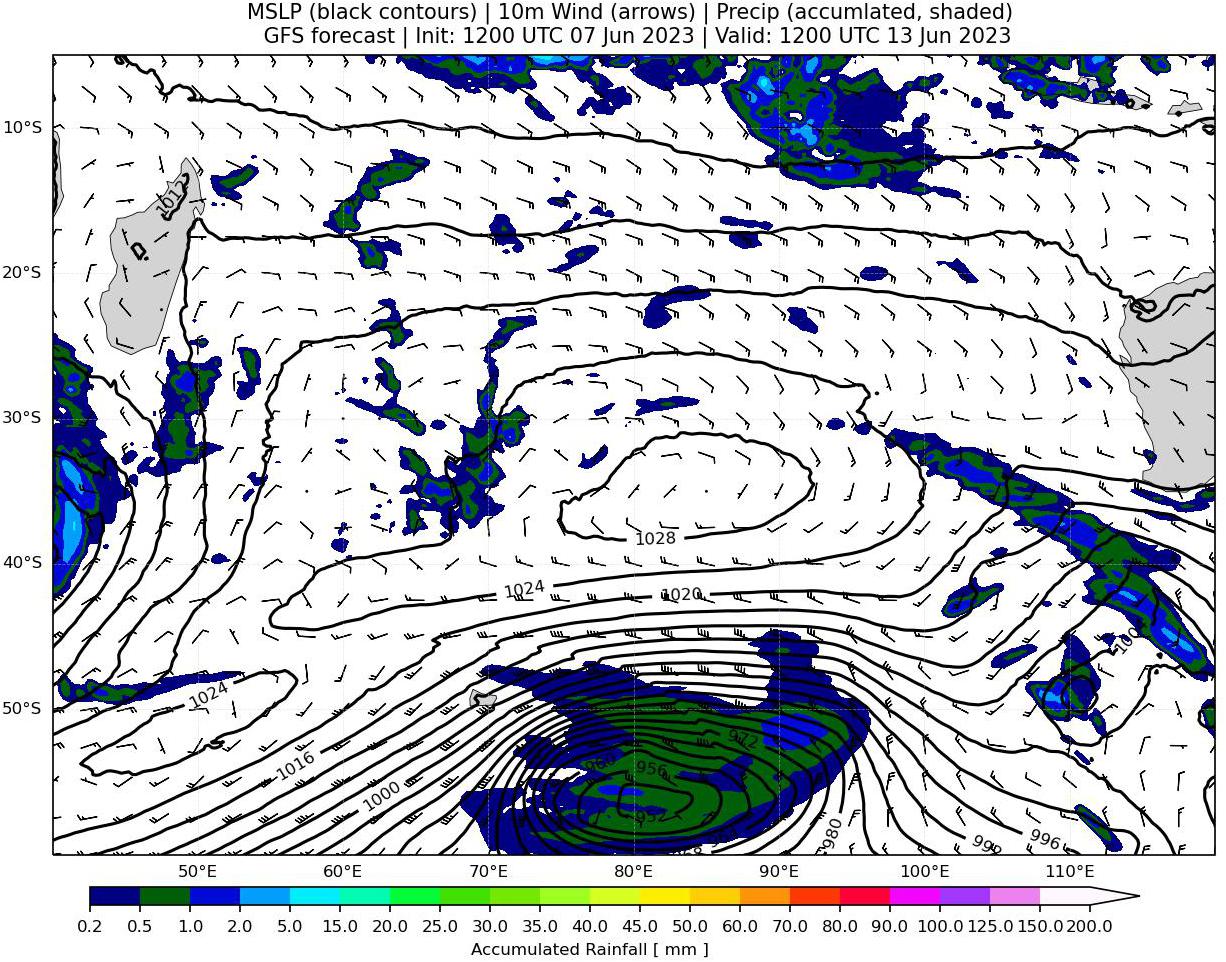 MSLP (black contours) | 10m Wind (arrows) | Precip (accumlated, shaded)
GFS forecast | Init: 1200 UTC 07 Jun 2023 | Valid: 1200 UTC 13 Jun 2023
10°S
1012
20°S
30°S
1028
40°S
1024
1020
1024
50°S
972
960
956
1016
1000
952
980
992
996
50°E
60°E
70°E
80°E
90°E
100°E
110°E
0.2 0.5 1.0 2.0 5.0 10.0 15.0 20.0 25.0 30.0 35.0 40.0 45.0 50.0 60.0 70.0 80.0 90.0 100.0 125.0 150.0 200.0
Accumulated Rainfall [ mm ]